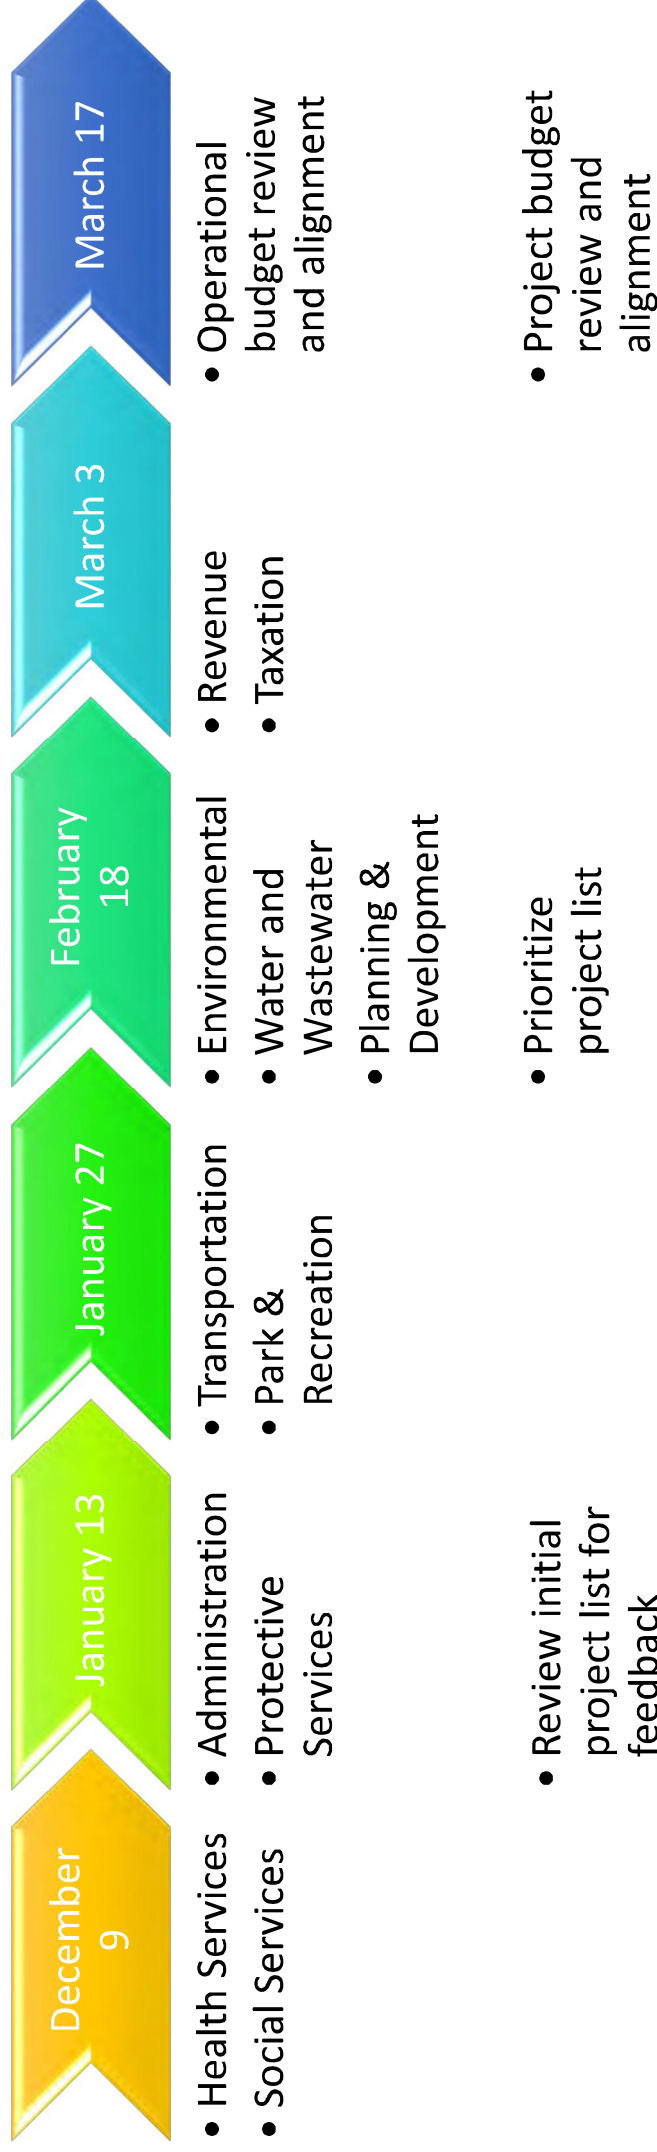 December
9
• Health Services
• Social Services
January 13
• Administration
• Protective
Services
• Review initial
project list for
feedback
January 27
• Transportation
• Park &
Recreation
February
18
• Environmental
• Water and
Wastewater
• Planning &
Development
• Prioritize
project list
March 3
• Revenue
• Taxation
March 17
• Operational
budget review
and alignment
• Project budget
review and
alignment